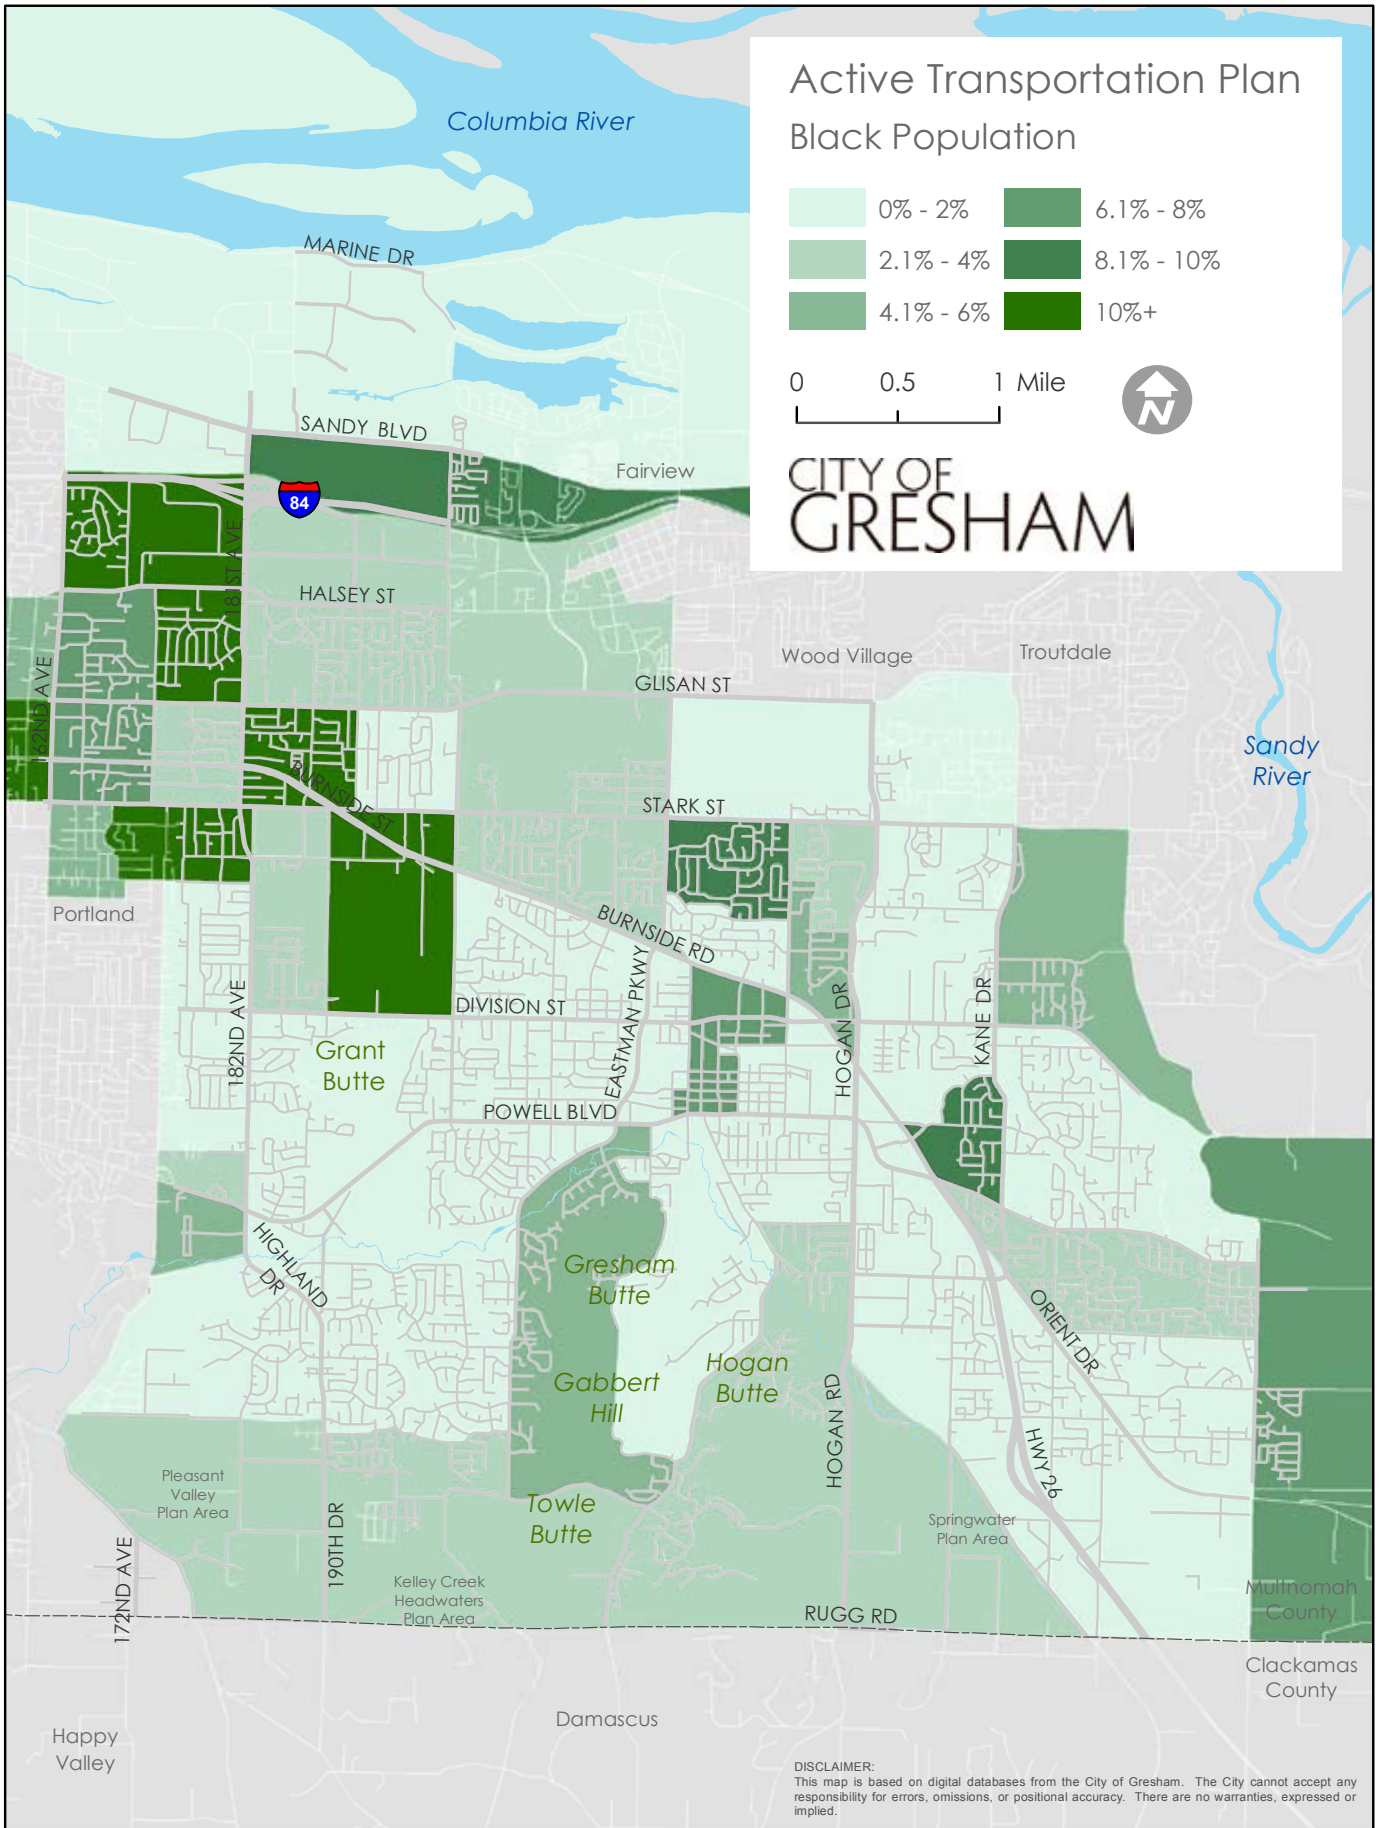 Active Transportation Plan
Black Population
0% - 2%
6.1% - 8%
2.1% - 4%
8.1% - 10%
4.1% - 6%
10%+
0 0.5 1 Mile
N
CITY OF
GRESHAM
Columbia River
MARINE DR
SANDY BLVD
Fairview
84
181ST AVE
HALSEY ST
162ND AVE
Wood Village
Troutdale
GLISAN ST
Sandy
River
BURNSIDE ST
STARK ST
Portland
BURNSIDE RD
182ND AVE
DIVISION ST
EASTMAN PKWY
HOGAN DR
KANE DR
Grant
Butte
POWELL BLVD
HIGHLAND
DR
Gresham
Butte
Gabbert
Hill
Hogan
Butte
ORIENT DR
HOGAN RD
HWY 26
Pleasant
Valley
Plan Area
Towle
Butte
190TH DR
Springwater
Plan Area
172ND AVE
Kelley Creek
Headwaters
Plan Area
RUGG RD
Multnomah
County
Clackamas
County
Damascus
Happy
Valley
DISCLAIMER:
This map is based on digital databases from the City of Gresham. The City cannot accept any
responsibility for errors, omissions, or positional accuracy. There are no warranties, expressed or
implied.